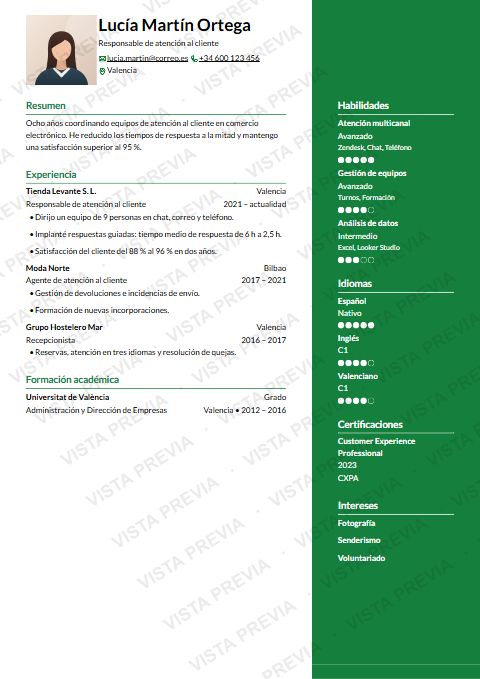 Lucía Martín Ortega
Responsable de atención al cliente
lucia.martin@correo.es +34 600 123 456
Valencia
Resumen
Ocho años coordinando equipos de atención al cliente en comercio
electrónico. He reducido los tiempos de respuesta a la mitad y mantengo
una satisfacción superior al 95 %.
Experiencia
Tienda Levante S. L. Valencia
Responsable de atención al cliente 2021 – actualidad
• Dirijo un equipo de 9 personas en chat, correo y teléfono.
• Implanté respuestas guiadas: tiempo medio de respuesta de 6 h a 2,5 h.
• Satisfacción del cliente del 88 % al 96 % en dos años.
Moda Norte Bilbao
Agente de atención al cliente 2017 – 2021
• Gestión de devoluciones e incidencias de envío.
• Formación de nuevas incorporaciones.
Grupo Hostelero Mar Valencia
Recepcionista 2016 – 2017
• Reservas, atención en tres idiomas y resolución de quejas.
Formación académica
Universitat de València Grado
Administración y Dirección de Empresas Valencia • 2012 – 2016
Habilidades
Atención multicanal
Avanzado
Zendesk, Chat, Teléfono
Gestión de equipos
Avanzado
Turnos, Formación
Análisis de datos
Intermedio
Excel, Looker Studio
Idiomas
Español
Nativo
Inglés
C1
Valenciano
C1
Certificaciones
Customer Experience
Professional
2023
CXPA
Intereses
Fotografía
Senderismo
Voluntariado
VISTA PREVIA